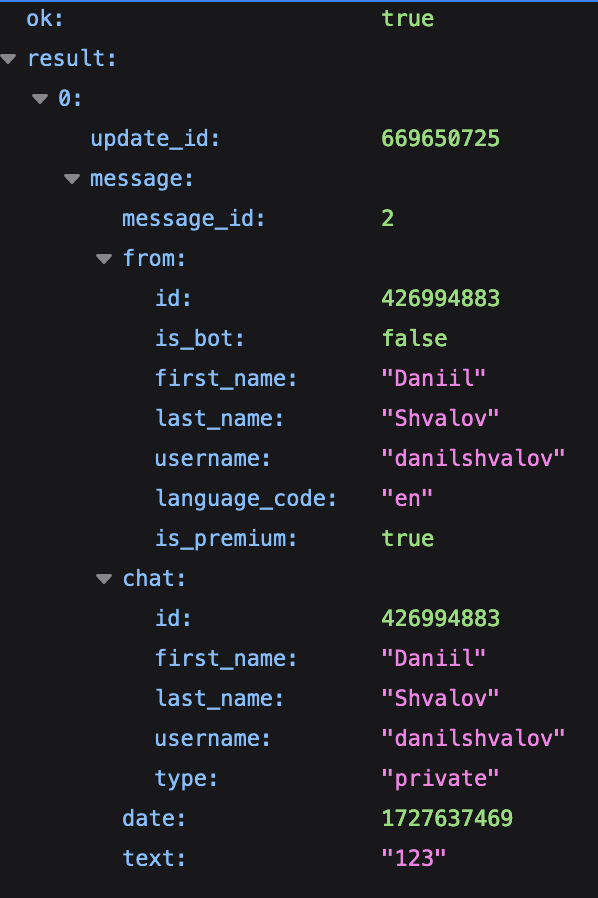 ok: true
result:
0:
update_id: 669650725
message:
message_id: 2
from:
id: 426994883
is_bot: false
first_name: "Daniil"
last_name: "Shvalov"
username: "danilshvalov"
language_code: "en"
is_premium: true
chat:
id: 426994883
first_name: "Daniil"
last_name: "Shvalov"
username: "danilshvalov"
type: "private"
date: 1727637469
text: "123"